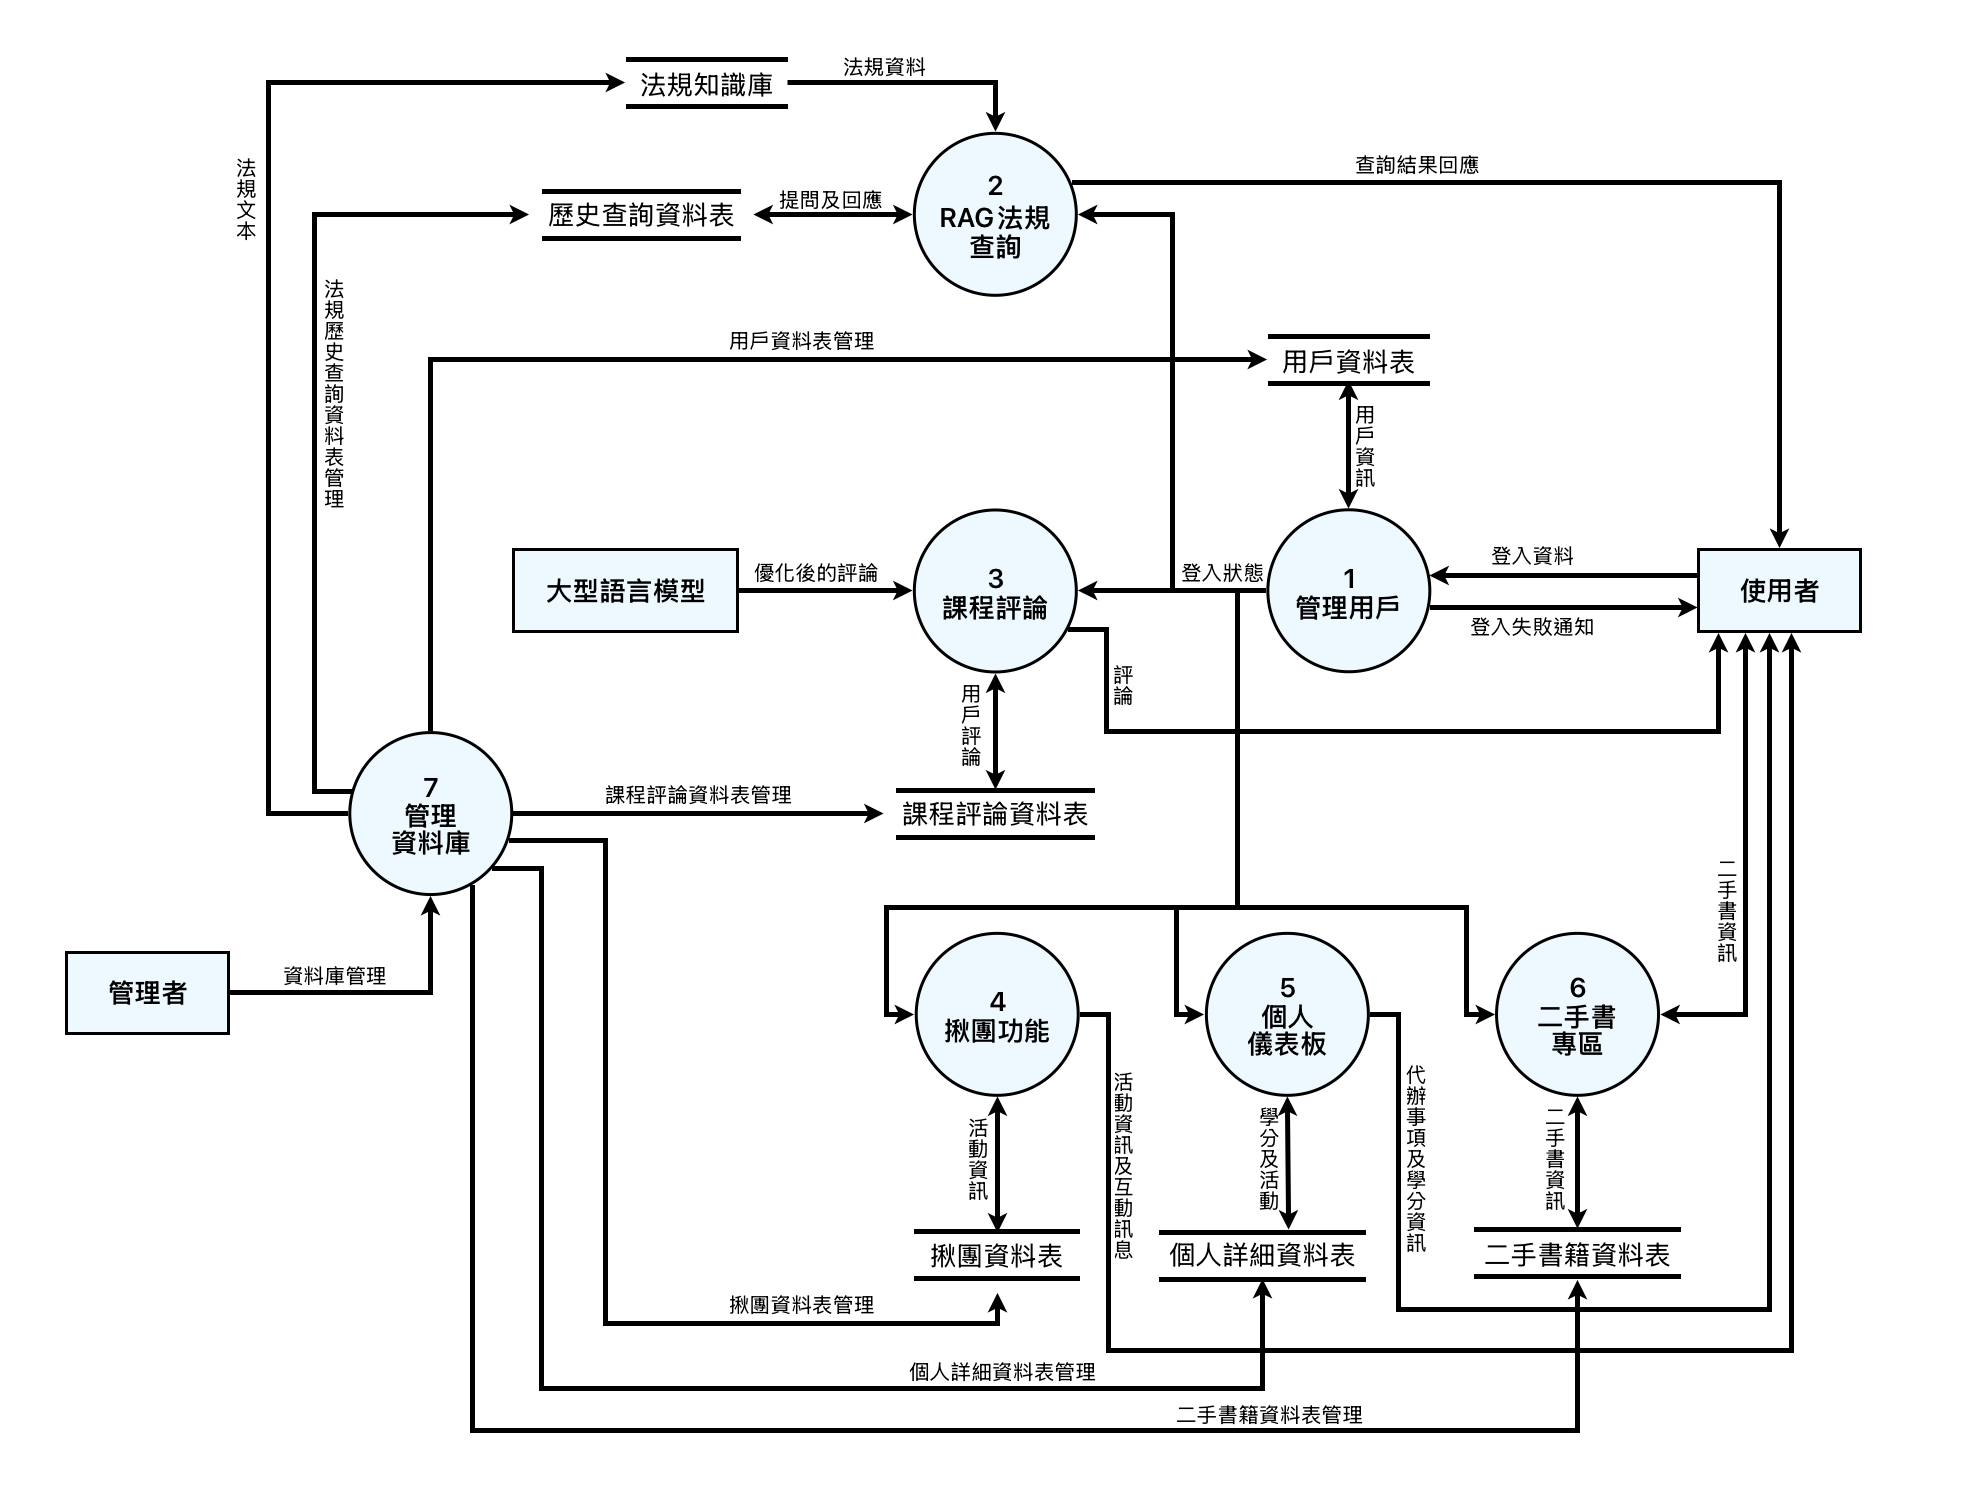 法規知識庫
法規資料
法規文本
查詢結果回應
2
RAG法規
查詢
歷史查詢資料表
提問及回應
法規歷史查詢資料表管理
用戶資料表管理
用戶資料表
用戶資訊
大型語言模型
優化後的評論
3
課程評論
登入狀態
1
管理用戶
登入資料
登入失敗通知
使用者
評論
用戶評論
7
管理
資料庫
課程評論資料表管理
課程評論資料表
二手書資訊
管理者
資料庫管理
4
揪團功能
5
個人
儀表板
6
二手書
專區
活動資訊
活動資訊及互動訊息
學分及活動
代辦事項及學分資訊
二手書資訊
揪團資料表
個人詳細資料表
二手書籍資料表
揪團資料表管理
個人詳細資料表管理
二手書籍資料表管理